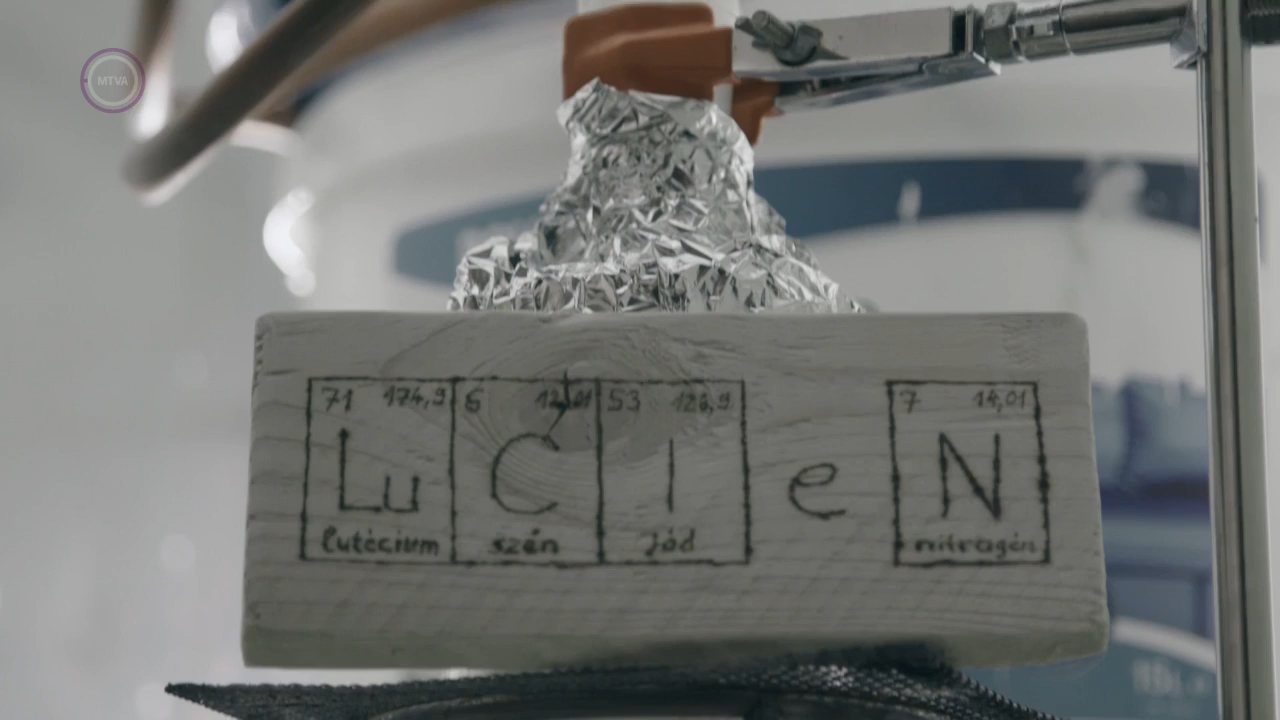 MTVA
71 174,9 6 12,01 53 126,9 7 14,01
Lu C I e N
lutécium szén Jód nitrogén